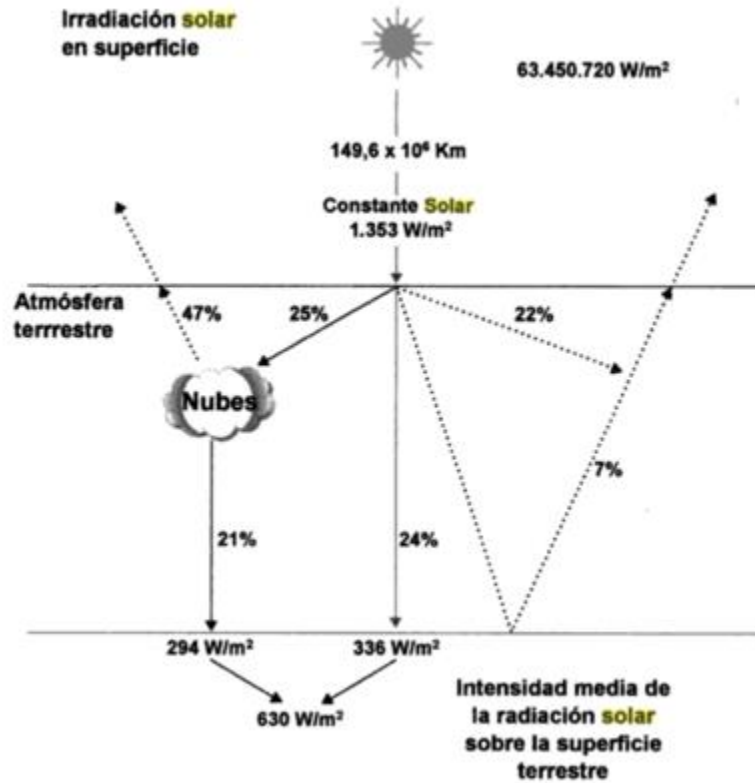 Irradiación solar
en superficie
63.450.720 W/m²
149,6 x 10⁶ Km
Constante Solar
1.353 W/m²
Atmósfera
terrrestre
47%
25%
22%
Nubes
7%
21%
24%
294 W/m²
336 W/m²
630 W/m²
Intensidad media de
la radiación solar
sobre la superficie
terrestre